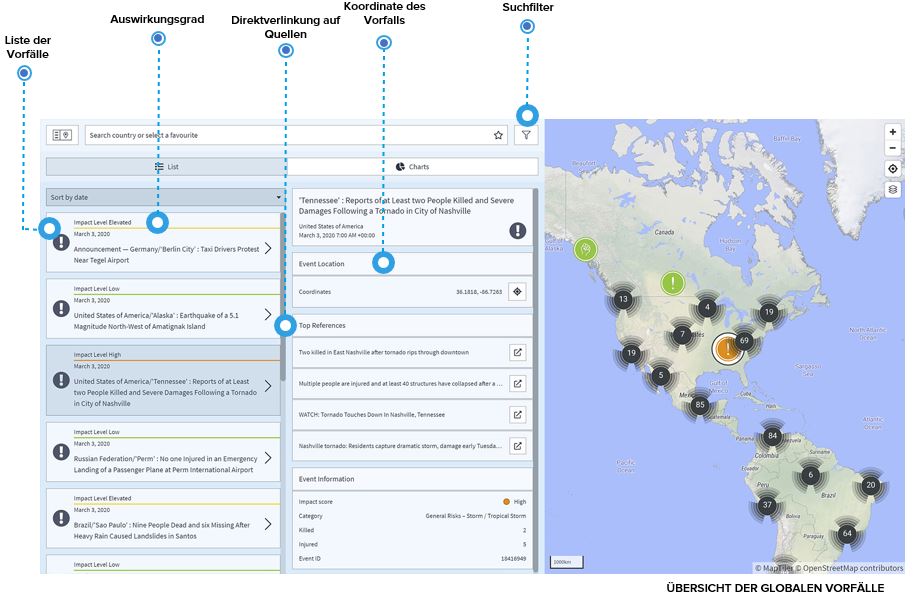 Liste der
Vorfälle
Auswirkungsgrad
Direktverlinkung auf
Quellen
Koordinate des
Vorfalls
Suchfilter
Search country or select a favourite
List
Charts
Sort by date
Impact Level Elevated
March 3, 2020
Announcement — Germany/'Berlin City' : Taxi Drivers Protest
Near Tegel Airport
Impact Level Low
March 3, 2020
United States of America/'Alaska' : Earthquake of a 5.1
Magnitude North-West of Amatignak Island
Impact Level High
March 3, 2020
United States of America/'Tennessee' : Reports of at Least
two People Killed and Severe Damages Following a Tornado
in City of Nashville
Impact Level Low
March 3, 2020
Russian Federation/'Perm' : No one Injured in an Emergency
Landing of a Passenger Plane at Perm International Airport
Impact Level Elevated
March 3, 2020
Brazil/'Sao Paulo' : Nine People Dead and six Missing After
Heavy Rain Caused Landslides in Santos
Impact Level Low
'Tennessee' : Reports of at Least two People Killed and Severe
Damages Following a Tornado in City of Nashville
United States of America
March 3, 2020 7:00 AM +00:00
Event Location
Coordinates 36.1818, -86.7263
Top References
Two killed in East Nashville after tornado rips through downtown
Multiple people are injured and at least 40 structures have collapsed after a ...
WATCH: Tornado Touches Down In Nashville, Tennessee
Nashville tornado: Residents capture dramatic storm, damage early Tuesda...
Event Information
Impact score High
Category General Risks – Storm / Tropical Storm
Killed 2
Injured 5
Event ID 18416949
Baffin Bay
Beaufort
Sea
Canada
Hudson
Bay
Gulf of
Alaska
13
4
19
7
69
19
5
North Atlantic
Ocean
Sargasso
Sea
Gulf of
Mexico
Cuba
85
Haiti
Guatemala
84
Panama
Colombia
Suriname
Atlantic
Ocean
Pacific
Ocean
Ecuador
6
20
Peru
Brazil
37
Bolivia
64
Paraguay
1000km
© MapTiler © OpenStreetMap contributors
ÜBERSICHT DER GLOBALEN VORFÄLLE